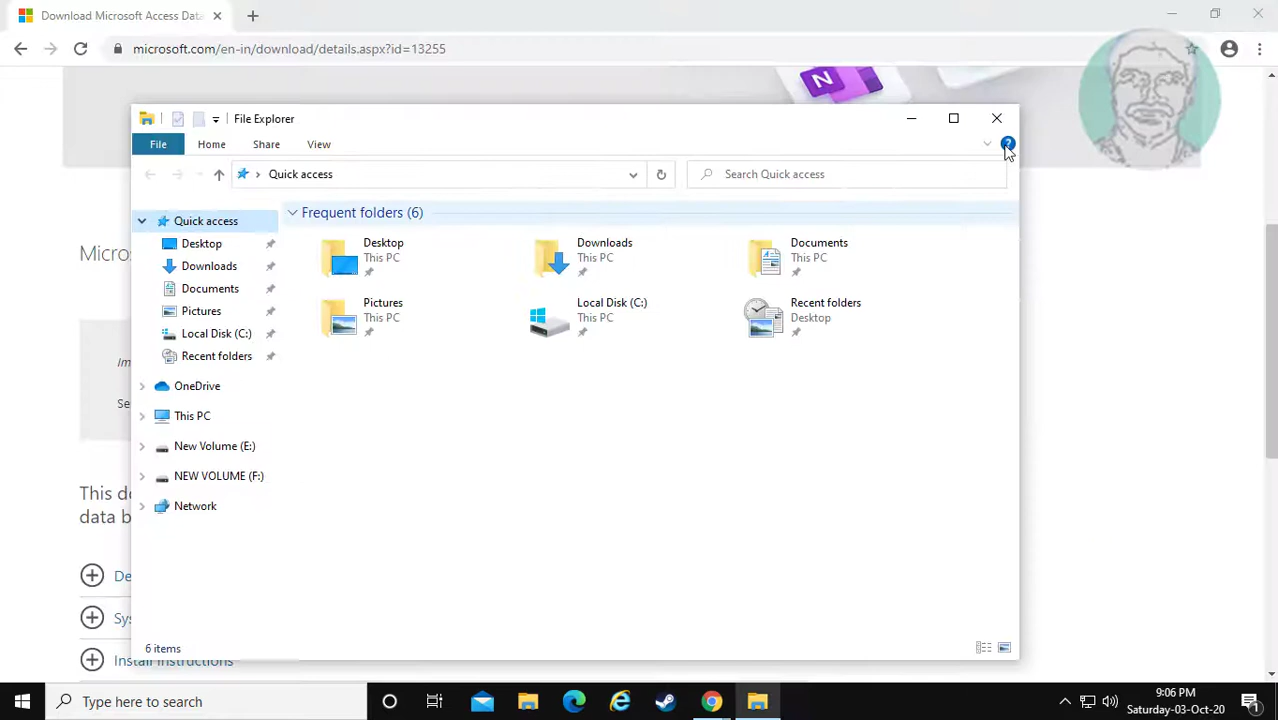 Download Microsoft Access Data
microsoft.com/en-in/download/details.aspx?id=13255
N
File Explorer
File Home Share View
?
Quick access
Search Quick access
Quick access
Desktop
Downloads
Documents
Pictures
Local Disk (C:)
Recent folders
OneDrive
This PC
New Volume (E:)
NEW VOLUME (F:)
Network
Frequent folders (6)
Desktop
This PC
Downloads
This PC
Documents
This PC
Pictures
This PC
Local Disk (C:)
This PC
Recent folders
Desktop
6 items
Micros
Im
Se
This do
data b
De
Sys
Install Instructions
Type here to search
9:06 PM
Saturday-03-Oct-20
1